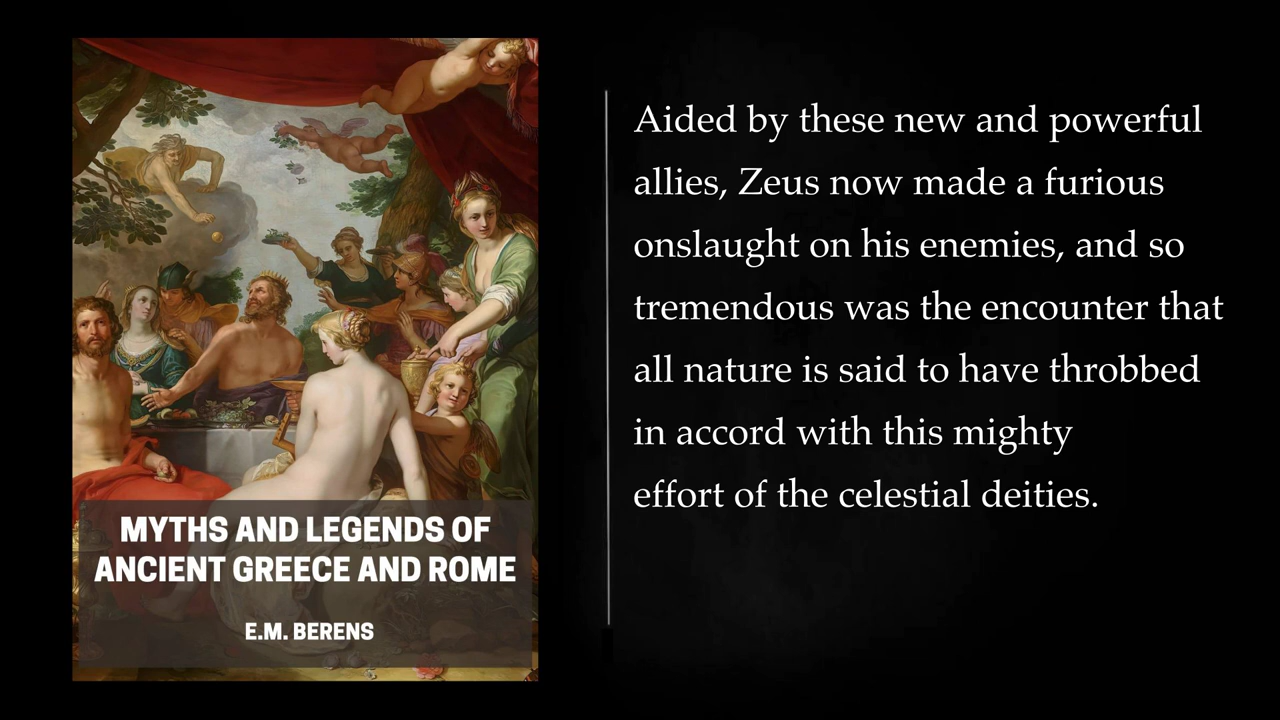 MYTHS AND LEGENDS OF
ANCIENT GREECE AND ROME
E.M. BERENS
Aided by these new and powerful
allies, Zeus now made a furious
onslaught on his enemies, and so
tremendous was the encounter that
all nature is said to have throbbed
in accord with this mighty
effort of the celestial deities.